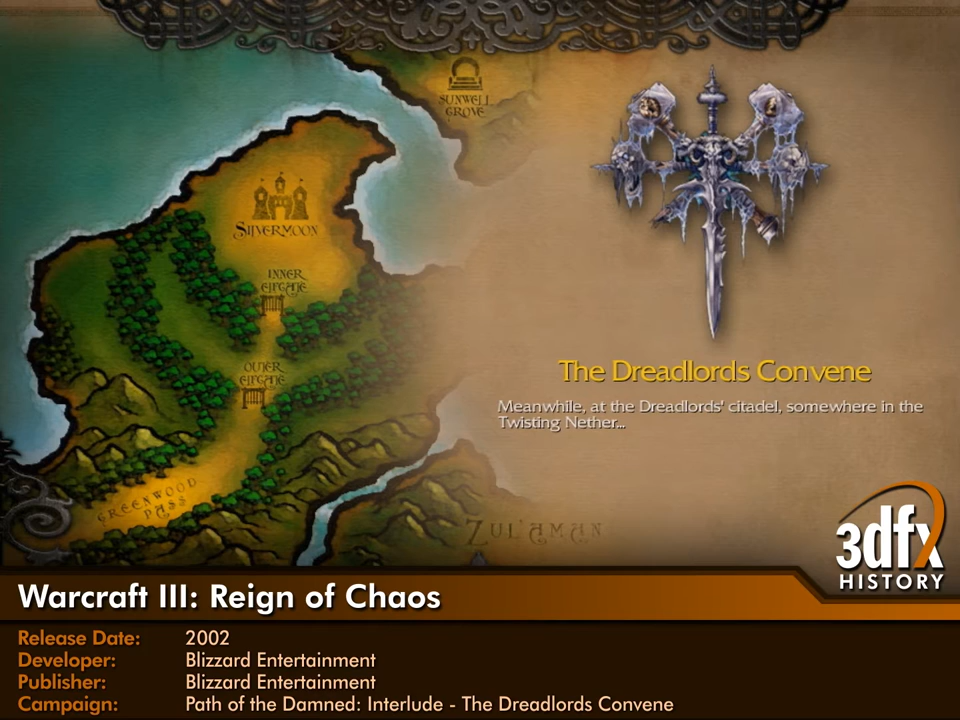 SUNWELL
GROVE
SILVERMOON
INNER
ELFGATE
OUTER
ELFGATE
GREENWOOD
PASS
ZUL'AMAN
The Dreadlords Convene
Meanwhile, at the Dreadlords' citadel, somewhere in the
Twisting Nether...
3dfx
HISTORY
Warcraft III: Reign of Chaos
Release Date: 2002
Developer: Blizzard Entertainment
Publisher: Blizzard Entertainment
Campaign: Path of the Damned: Interlude - The Dreadlords Convene